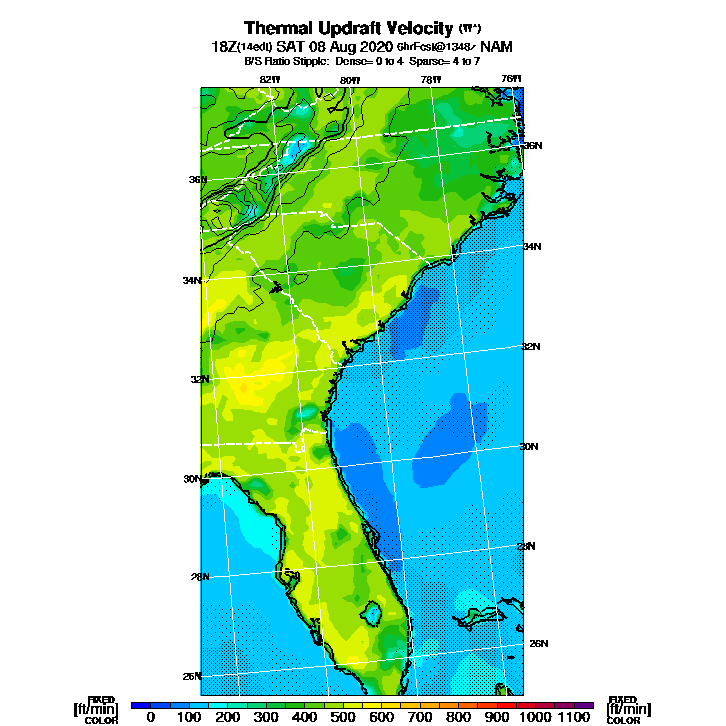 Thermal Updraft Velocity (W*)
18Z(14edt) SAT 08 Aug 2020 6hrFcst@1348z NAM
B/S Ratio Stipple: Dense= 0 to 4 Sparse= 4 to 7
82W 80W 78W 76W
36N
36N
34N
34N
32N
32N
30N
30N
28N
28N
26N
26N
FIXED FIXED
[ft/min] [ft/min]
COLOR COLOR
0 100 200 300 400 500 600 700 800 900 1000 1100